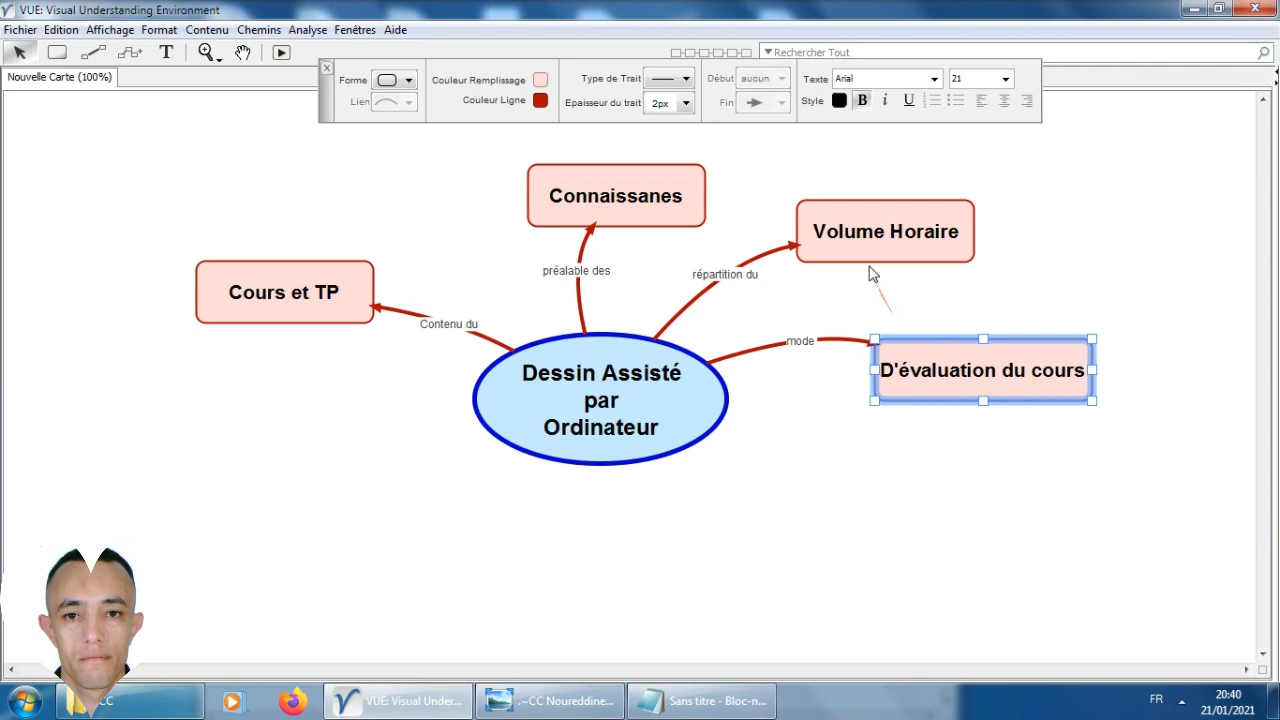 VUE: Visual Understanding Environment
Fichier Edition Affichage Format Contenu Chemins Analyse Fenêtres Aide
T
Rechercher Tout
Nouvelle Carte (100%)
Forme
Lien
Couleur Remplissage
Couleur Ligne
Type de Trait
Epaisseur du trait 2px
Début aucun
Fin
Texte Arial 21
Style B i U
Connaissanes
Volume Horaire
préalable des
répartition du
Cours et TP
Contenu du
mode
D'évaluation du cours
Dessin Assisté
par
Ordinateur
CC
VUE: Visual Under...
.~CC Noureddine...
Sans titre - Bloc-n...
FR
20:40
21/01/2021